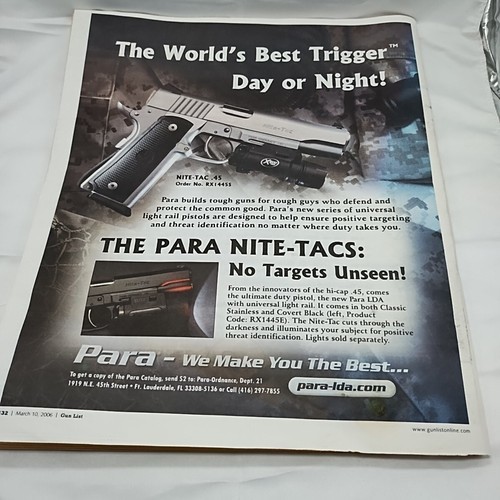 The World's Best Trigger™
Day or Night!
NITE-TAC .45
Order No. RX1445S
Para builds tough guns for tough guys who defend and
protect the common good. Para's new series of universal
light rail pistols are designed to help ensure positive targeting
and threat identification no matter where duty takes you.
THE PARA NITE-TACS:
No Targets Unseen!
From the innovators of the hi-cap .45, comes
the ultimate duty pistol, the new Para LDA
with universal light rail. It comes in both Classic
Stainless and Covert Black (left, Product
Code: RX1445E). The Nite-Tac cuts through the
darkness and illuminates your subject for positive
threat identification. Lights sold separately.
Para – We Make You The Best...
To get a copy of the Para Catalog, send $2 to: Para-Ordnance, Dept. 21
1919 N.E. 45th Street • Ft. Lauderdale, FL 33308-5136 or Call (416) 297-7855
para-lda.com
132 | March 10, 2006 | Gun List
www.gunlistonline.com